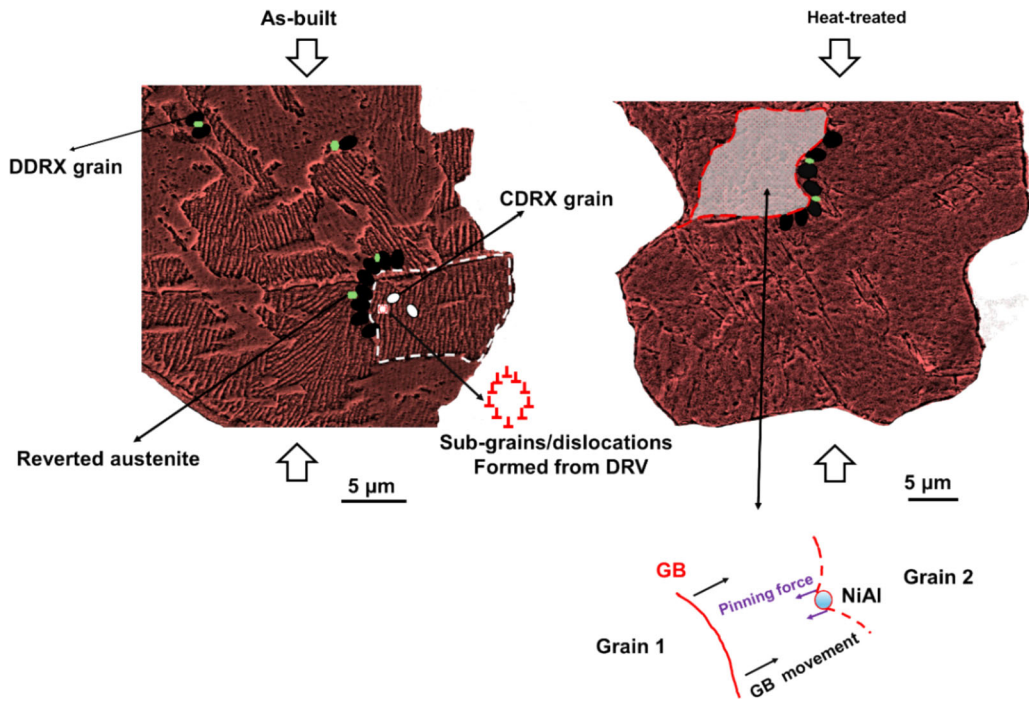 As-built
Heat-treated
DDRX grain
CDRX grain
Reverted austenite
Sub-grains/dislocations
Formed from DRV
5 µm
5 µm
GB
Pinning force
NiAl
Grain 2
Grain 1
GB movement